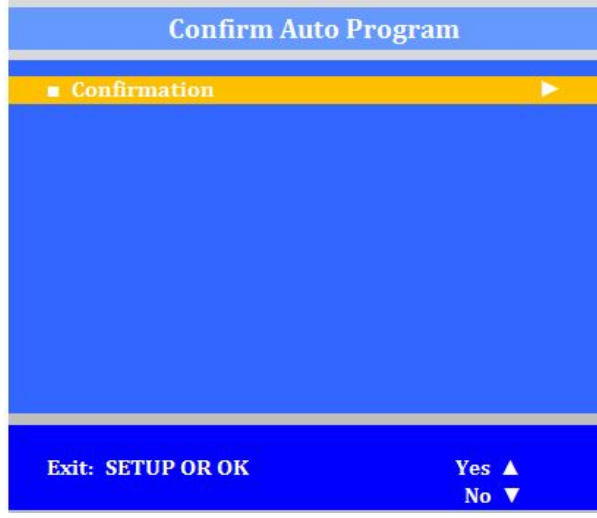 Confirm Auto Program
■ Confirmation ►
Exit: SETUP OR OK Yes ▲
No ▼